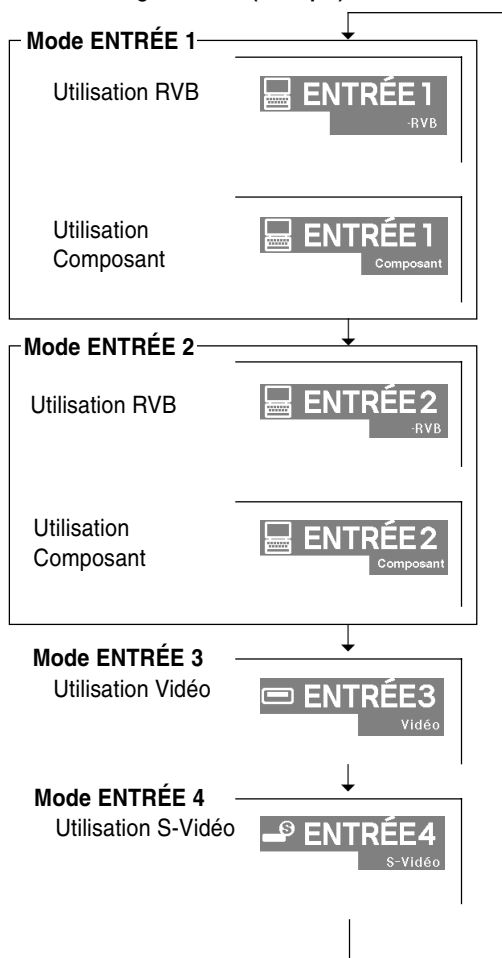 Mode ENTRÉE 1
Utilisation RVB
ENTRÉE 1
-RVB
Utilisation
Composant
ENTRÉE 1
Composant
Mode ENTRÉE 2
Utilisation RVB
ENTRÉE 2
-RVB
Utilisation
Composant
ENTRÉE 2
Composant
Mode ENTRÉE 3
Utilisation Vidéo
ENTRÉE3
Vidéo
Mode ENTRÉE 4
Utilisation S-Vidéo
S
ENTRÉE4
S-Vidéo